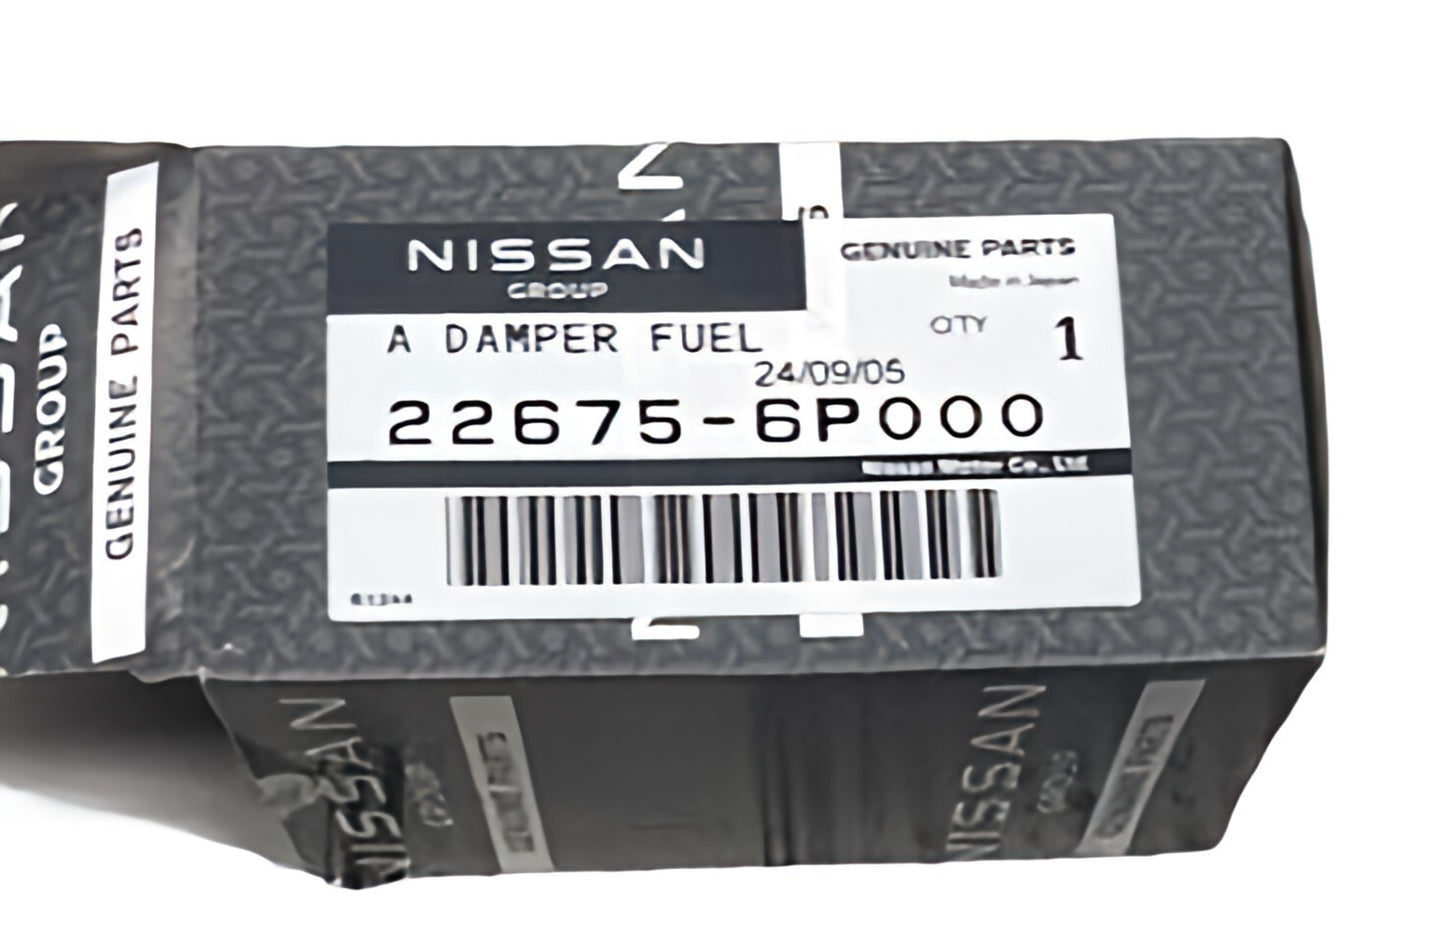 NISSAN
GROUP
GENUINE PARTS
Made in Japan
A DAMPER FUEL
QTY 1
24/09/05
22675-6P000
Nissan Motor Co., Ltd.
GROUP
GENUINE PARTS
NISSAN
NISSAN